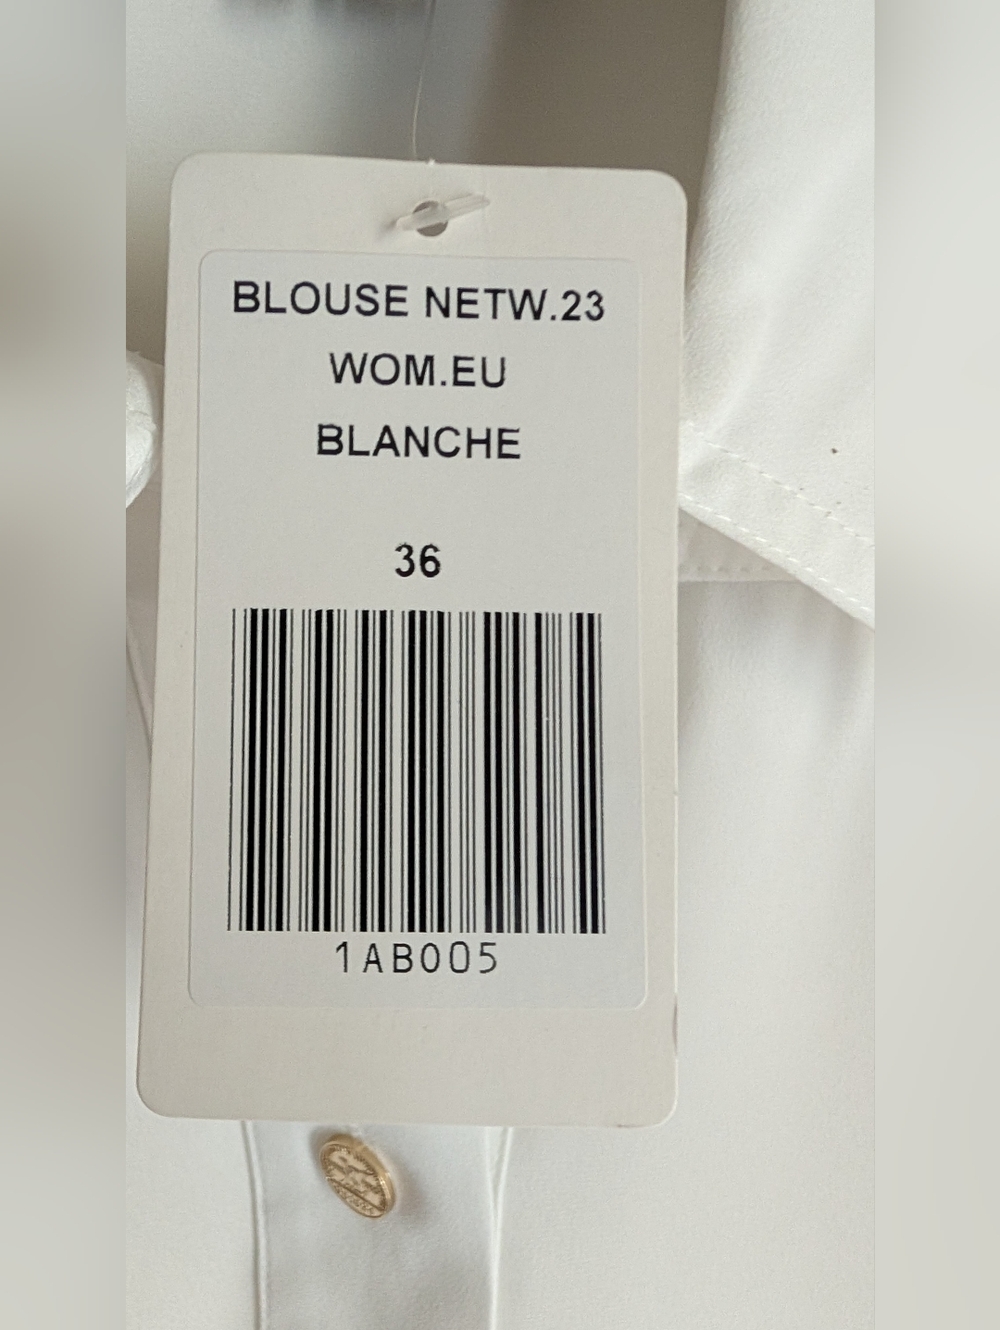 BLOUSE NETW.23
WOM.EU
BLANCHE
36
1AB005